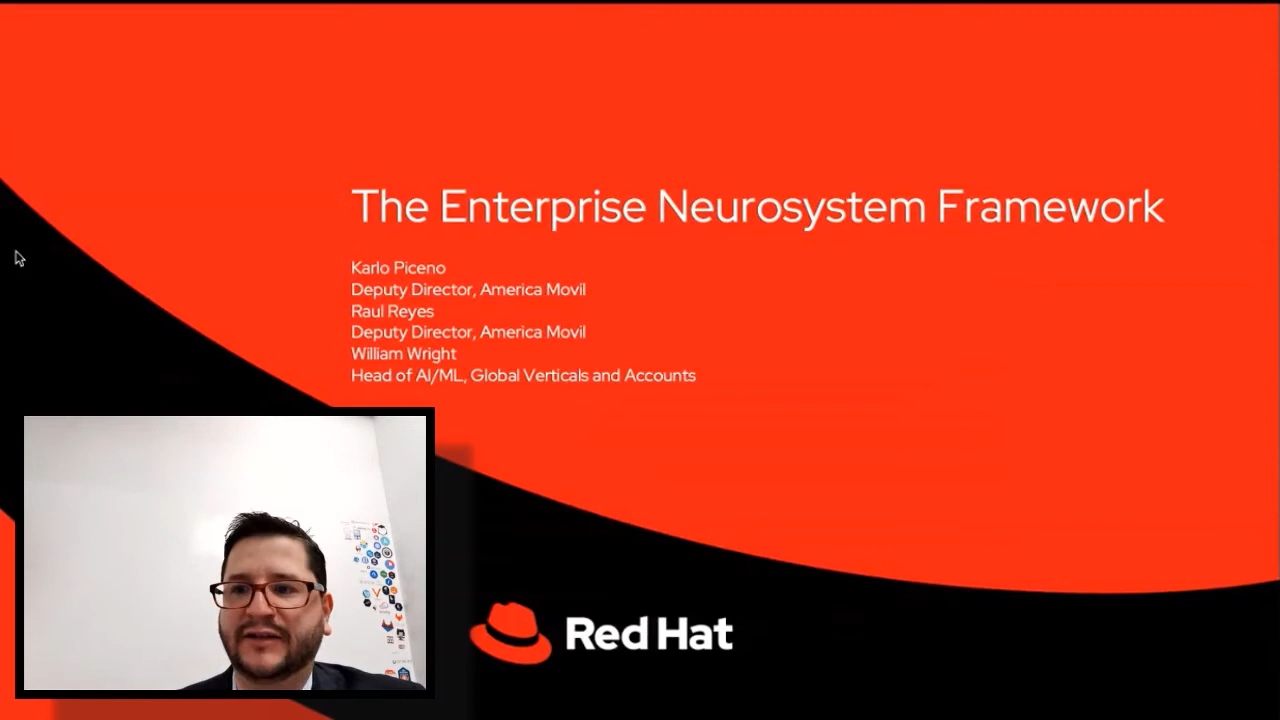 The Enterprise Neurosystem Framework
Karlo Piceno
Deputy Director, America Movil
Raul Reyes
Deputy Director, America Movil
William Wright
Head of AI/ML, Global Verticals and Accounts
Red Hat